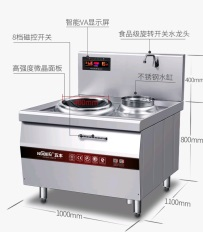 智能VA显示屏
食品级旋转开关水龙头
8档磁控开关
高强度微晶面板
不锈钢水缸
400mm
800mm
1000mm
1100mm